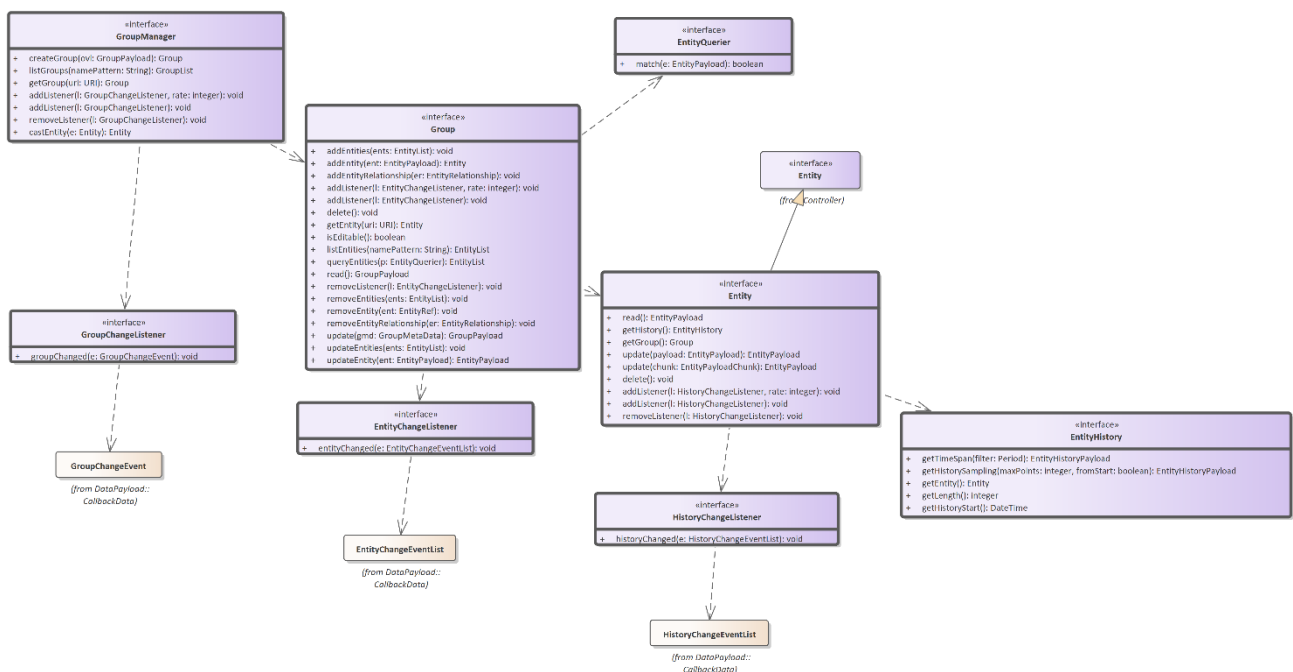 «interface»
GroupManager
+ createGroup(ovi: GroupPayload): Group
+ listGroups(namePattern: String): GroupList
+ getGroup(uri: URI): Group
+ addListener(l: GroupChangeListener, rate: integer): void
+ addListener(l: GroupChangeListener): void
+ removeListener(l: GroupChangeListener): void
+ castEntity(e: Entity): Entity
«interface»
EntityQuerier
+ match(e: EntityPayload): boolean
«interface»
Group
+ addEntities(ents: EntityList): void
+ addEntity(ent: EntityPayload): Entity
+ addEntityRelationship(er: EntityRelationship): void
+ addListener(l: EntityChangeListener, rate: integer): void
+ addListener(l: EntityChangeListener): void
+ delete(): void
+ getEntity(uri: URI): Entity
+ isEditable(): boolean
+ listEntities(namePattern: String): EntityList
+ queryEntities(p: EntityQuerier): EntityList
+ read(): GroupPayload
+ removeListener(l: EntityChangeListener): void
+ removeEntities(ents: EntityList): void
+ removeEntity(ent: EntityRef): void
+ removeEntityRelationship(er: EntityRelationship): void
+ update(gmd: GroupMetaData): GroupPayload
+ updateEntities(ents: EntityList): void
+ updateEntity(ent: EntityPayload): EntityPayload
«interface»
Entity
(from Controller)
«interface»
Entity
+ read(): EntityPayload
+ getHistory(): EntityHistory
+ getGroup(): Group
+ update(payload: EntityPayload): EntityPayload
+ update(chunk: EntityPayloadChunk): EntityPayload
+ delete(): void
+ addListener(l: HistoryChangeListener, rate: integer): void
+ addListener(l: HistoryChangeListener): void
+ removeListener(l: HistoryChangeListener): void
«interface»
GroupChangeListener
+ groupChanged(e: GroupChangeEvent): void
«interface»
EntityChangeListener
+ entityChanged(e: EntityChangeEventList): void
«interface»
EntityHistory
+ getTimeSpan(filter: Period): EntityHistoryPayload
+ getHistorySampling(maxPoints: integer, fromStart: boolean): EntityHistoryPayload
+ getEntity(): Entity
+ getLength(): integer
+ getHistoryStart(): DateTime
GroupChangeEvent
(from DataPayload::
CallbackData)
«interface»
HistoryChangeListener
+ historyChanged(e: HistoryChangeEventList): void
EntityChangeEventList
(from DataPayload::
CallbackData)
HistoryChangeEventList
(from DataPayload::
CallbackData)